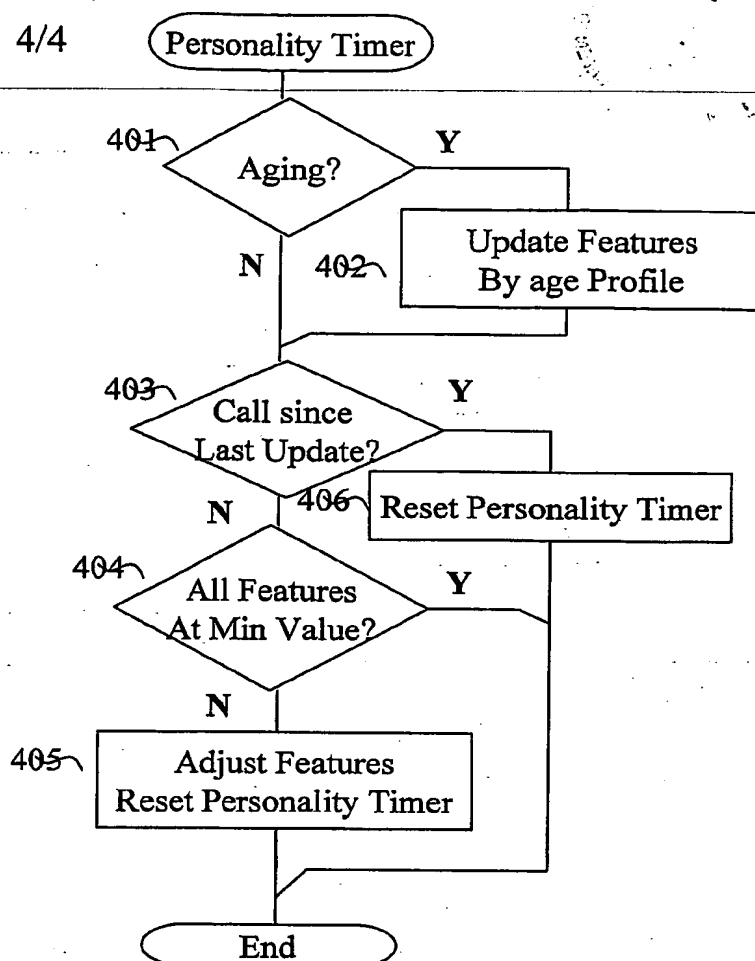 4/4
Personality Timer
401
Aging?
Y
N
402
Update Features
By age Profile
403
Call since
Last Update?
Y
N
406
Reset Personality Timer
404
All Features
At Min Value?
Y
N
405
Adjust Features
Reset Personality Timer
End